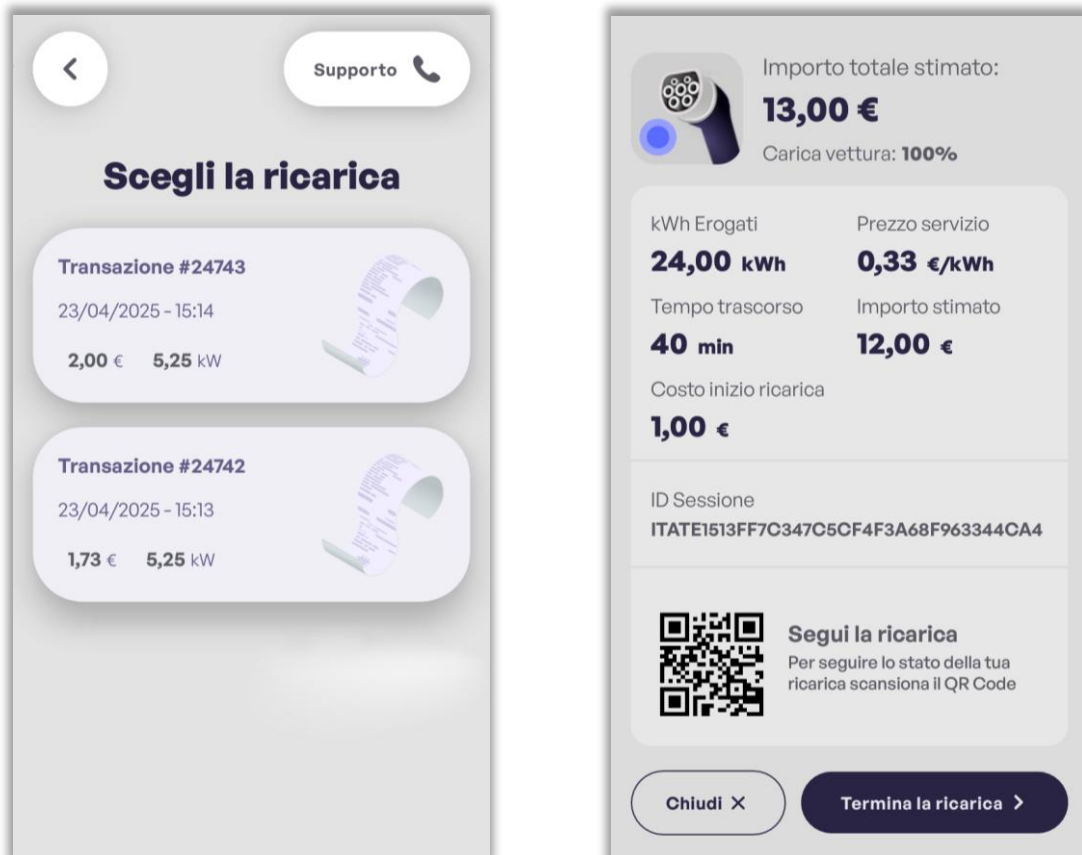 Supporto
Scegli la ricarica
Transazione #24743
23/04/2025 - 15:14
2,00 € 5,25 kW
Transazione #24742
23/04/2025 - 15:13
1,73 € 5,25 kW
Importo totale stimato:
13,00 €
Carica vettura: 100%
kWh Erogati
24,00 kWh
Prezzo servizio
0,33 €/kWh
Tempo trascorso
40 min
Importo stimato
12,00 €
Costo inizio ricarica
1,00 €
ID Sessione
ITATE1513FF7C347C5CF4F3A68F963344CA4
Segui la ricarica
Per seguire lo stato della tua
ricarica scansiona il QR Code
Chiudi ×
Termina la ricarica >